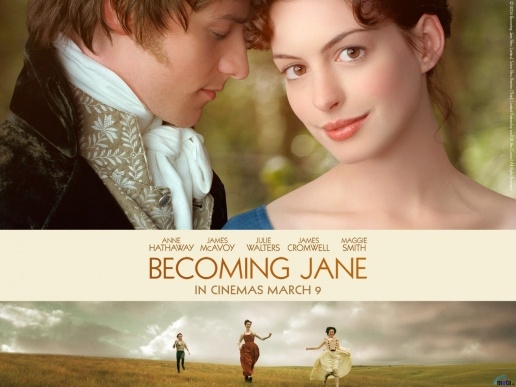 ANNE JAMES JULIE JAMES MAGGIE
HATHAWAY McAVOY WALTERS CROMWELL SMITH
BECOMING JANE
IN CINEMAS MARCH 9